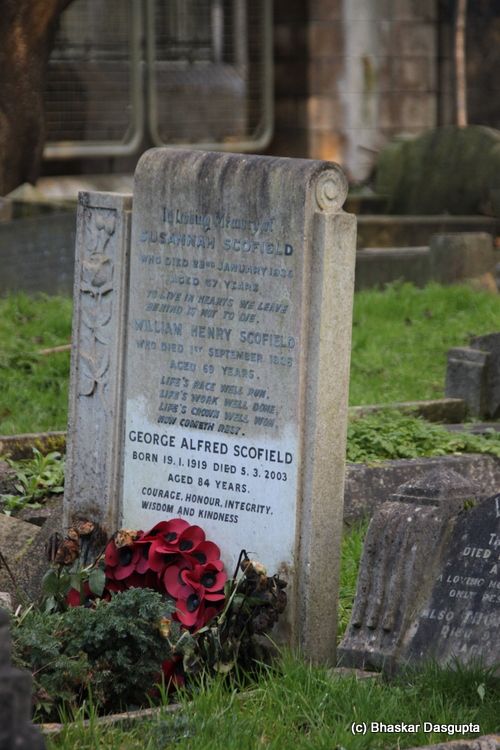 In Loving Memory of
SUSANNAH SCOFIELD
WHO DIED 22ND JANUARY
AGED 67 YEARS
TO LIVE IN HEARTS WE LEAVE
BEHIND IS NOT TO DIE.
WILLIAM HENRY SCOFIELD
WHO DIED 1ST SEPTEMBER
AGED 69 YEARS.
LIFE'S RACE WELL RUN,
LIFE'S WORK WELL DONE,
LIFE'S CROWN WELL WON,
NOW COMETH REST.
GEORGE ALFRED SCOFIELD
BORN 19.1.1919 DIED 5.3.2003
AGED 84 YEARS.
COURAGE, HONOUR, INTEGRITY,
WISDOM AND KINDNESS
A LOVING
ALSO
DIED
(c) Bhaskar Dasgupta